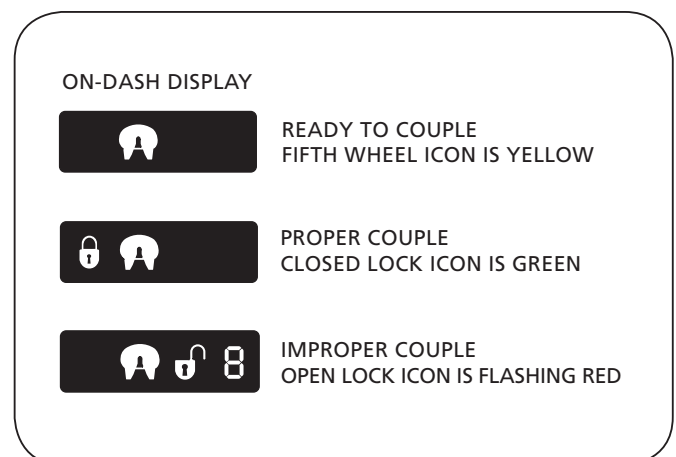 ON-DASH DISPLAY
READY TO COUPLE
FIFTH WHEEL ICON IS YELLOW
PROPER COUPLE
CLOSED LOCK ICON IS GREEN
8
IMPROPER COUPLE
OPEN LOCK ICON IS FLASHING RED